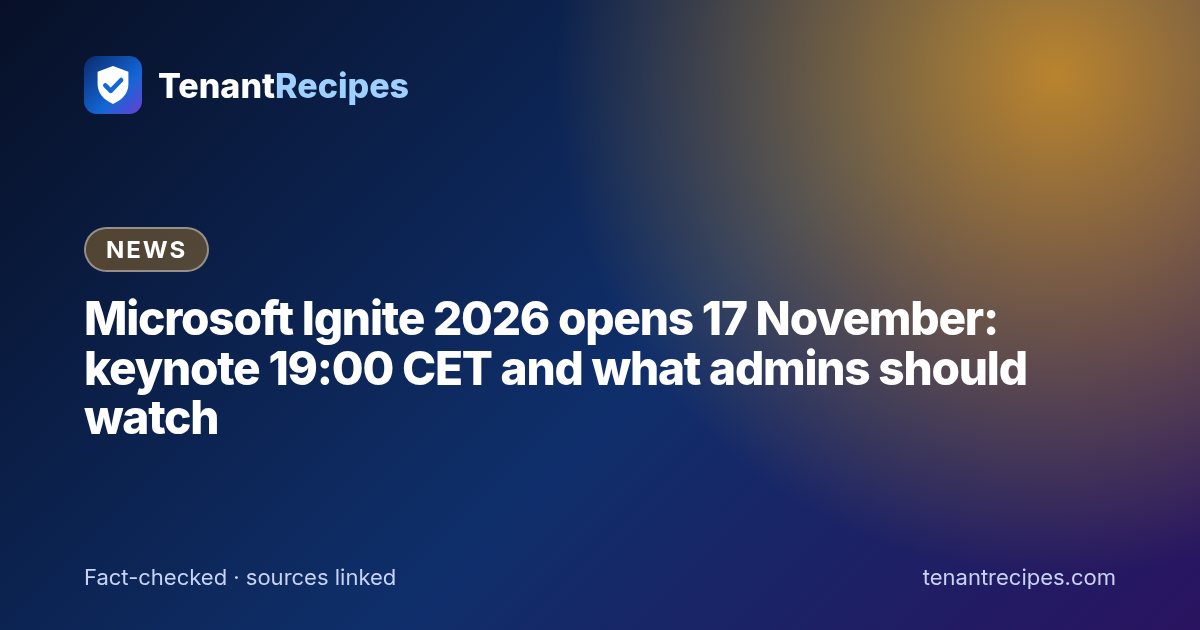 TenantRecipes
NEWS
Microsoft Ignite 2026 opens 17 November:
keynote 19:00 CET and what admins should
watch
Fact-checked · sources linked
tenantrecipes.com